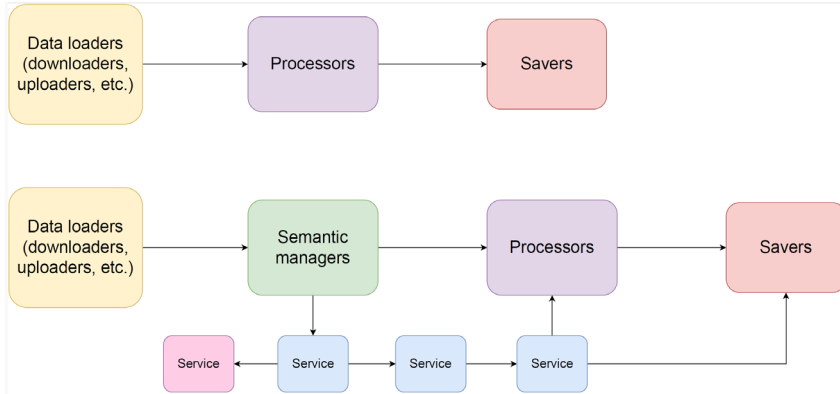 Data loaders
(downloaders,
uploaders, etc.)
Processors
Savers
Data loaders
(downloaders,
uploaders, etc.)
Semantic
managers
Processors
Savers
Service
Service
Service
Service